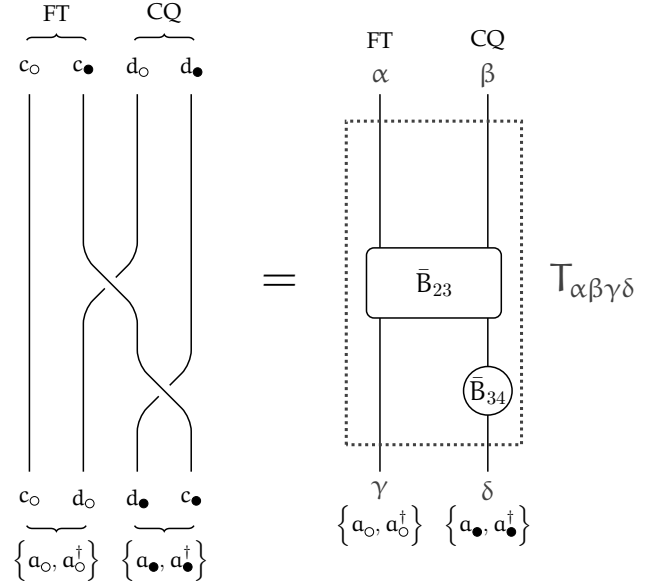 FT CQ
c○ c● d○ d●
FT CQ
α β
=
B̄₂₃
T_αβγδ
B̄₃₄
c○ d○ d● c●
{a○, a○†} {a●, a●†}
γ δ
{a○, a○†} {a●, a●†}